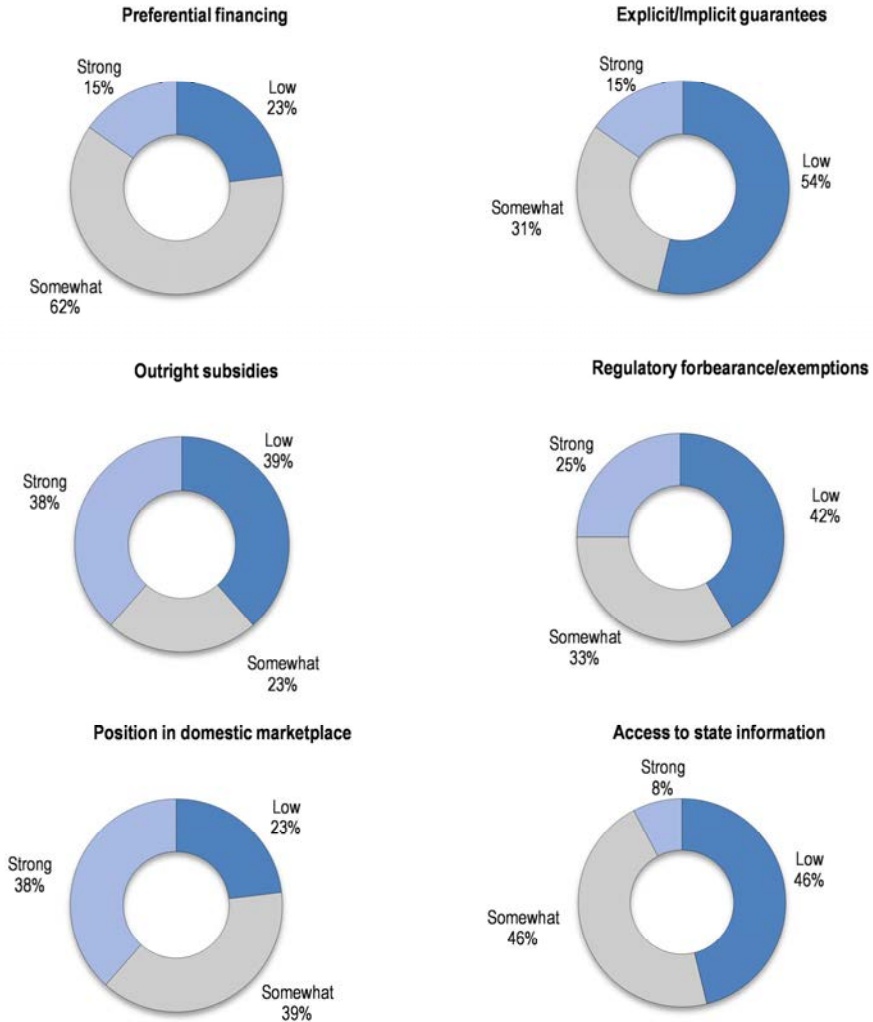 Preferential financing
Strong
15%
Low
23%
Somewhat
62%
Explicit/Implicit guarantees
Strong
15%
Low
54%
Somewhat
31%
Outright subsidies
Low
39%
Strong
38%
Somewhat
23%
Regulatory forbearance/exemptions
Strong
25%
Low
42%
Somewhat
33%
Position in domestic marketplace
Low
23%
Strong
38%
Somewhat
39%
Access to state information
Strong
8%
Low
46%
Somewhat
46%